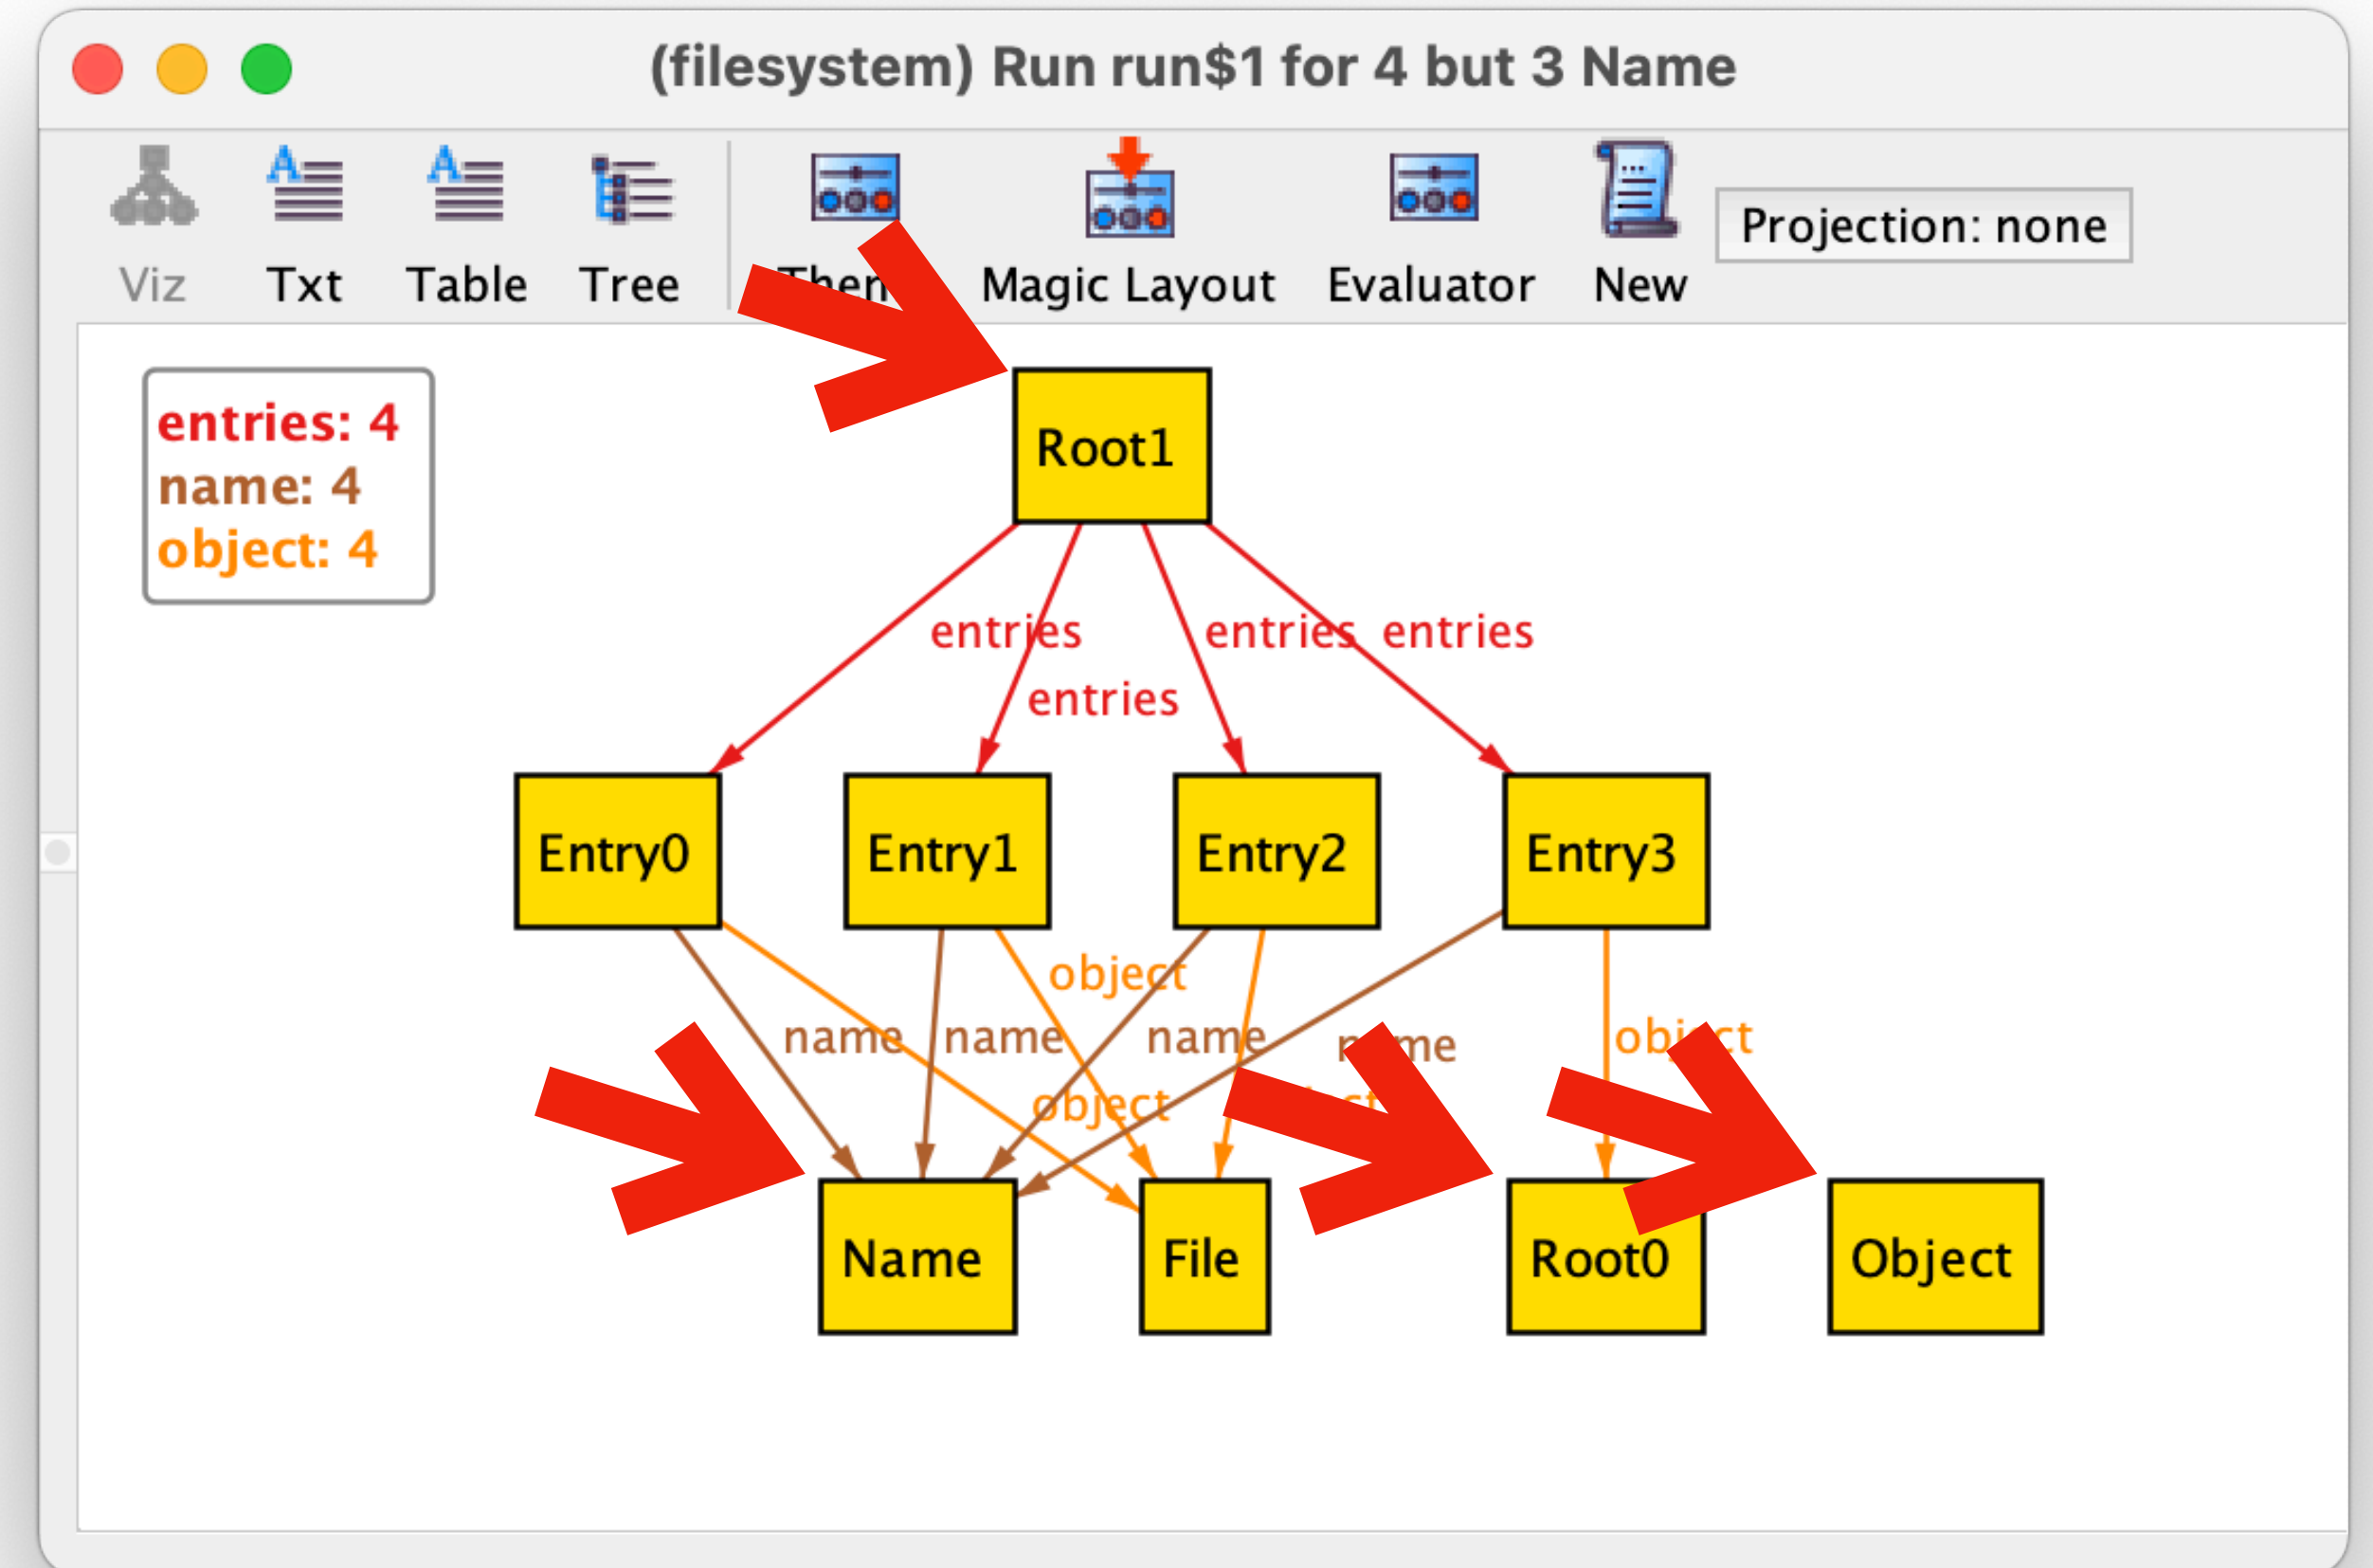 (filesystem) Run run$1 for 4 but 3 Name
Viz Txt Table Tree Magic Layout Evaluator New Projection: none
entries: 4
name: 4
object: 4
Root1
entries entries entries
entries
Entry0 Entry1 Entry2 Entry3
object
name name name object
object
Name File Root0 Object